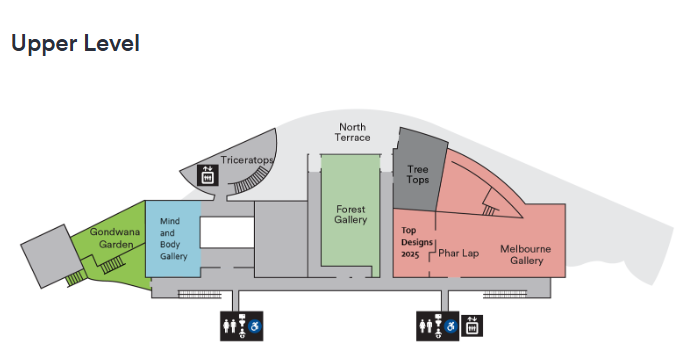 Upper Level
North
Terrace
Triceratops
Tree
Tops
Forest
Gallery
Mind
and
Body
Gallery
Gondwana
Garden
Top
Designs
2025
Phar Lap
Melbourne
Gallery